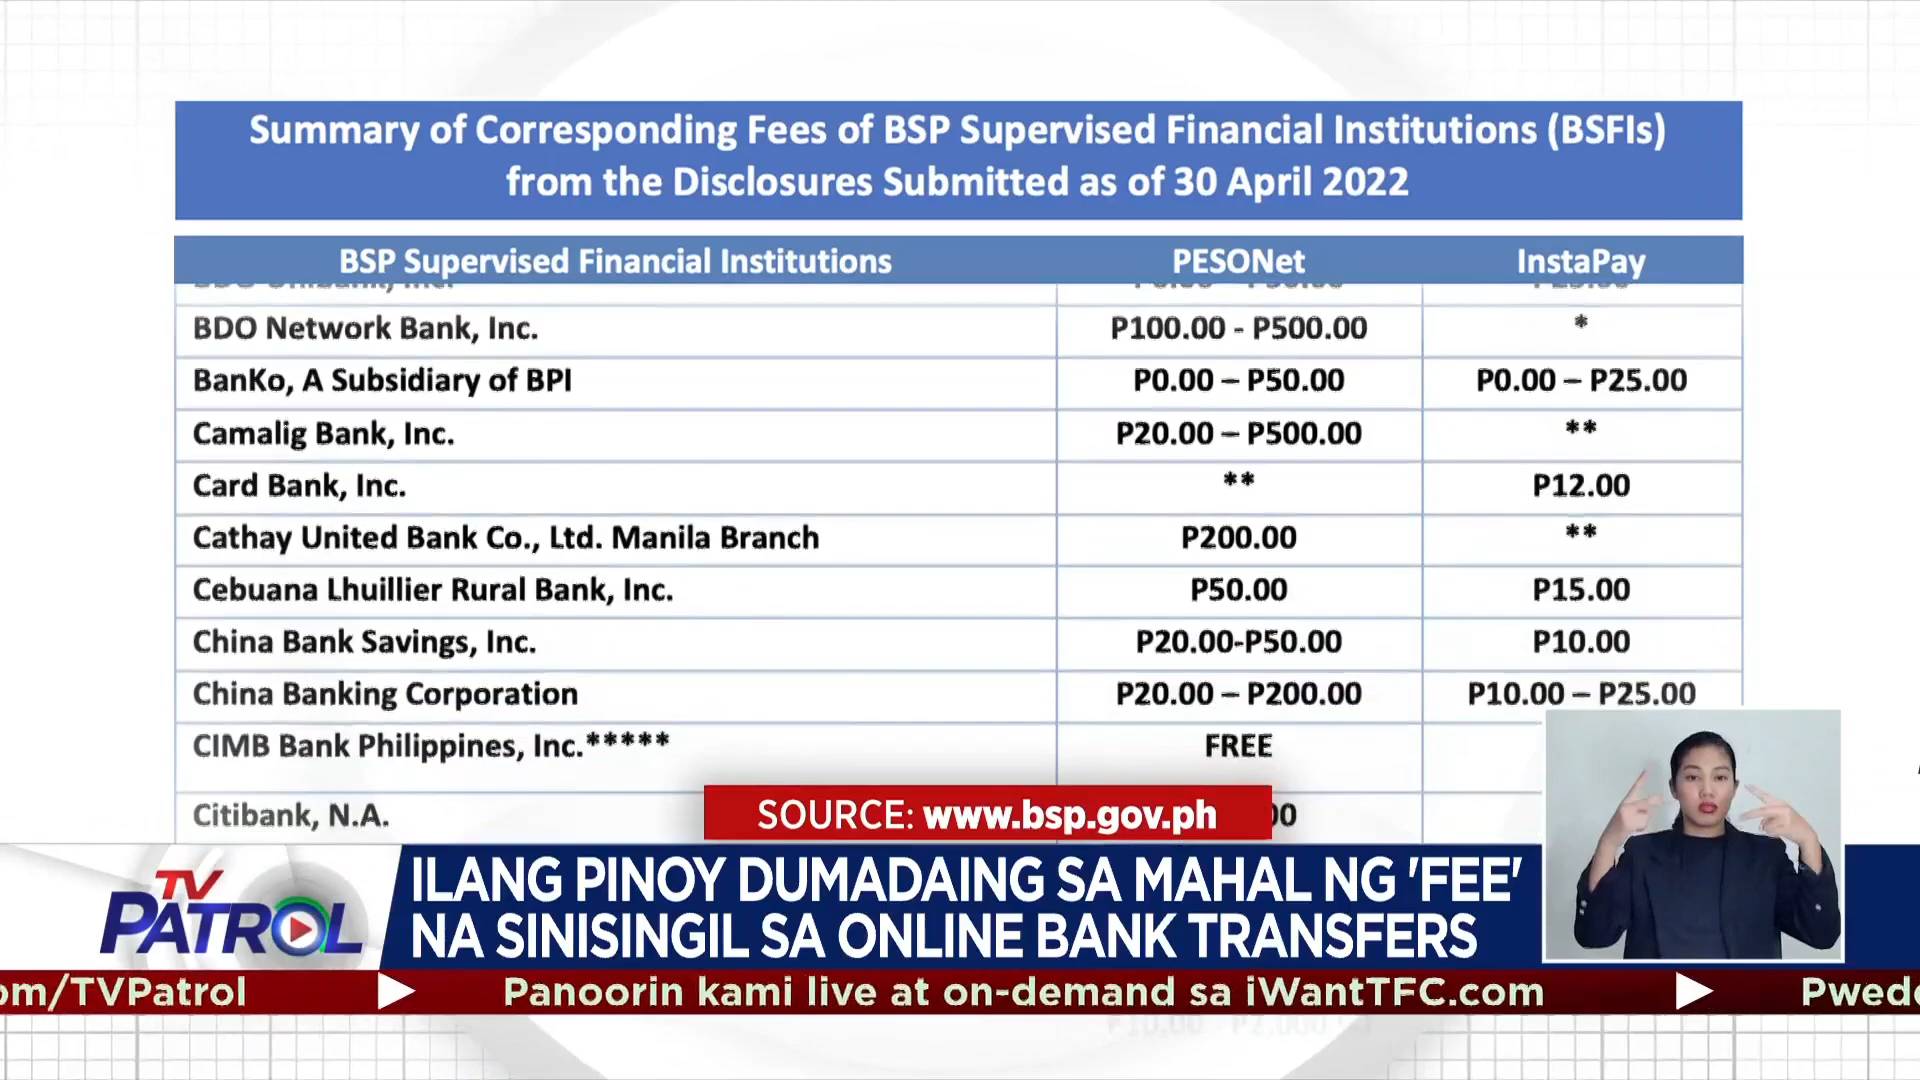 Summary of Corresponding Fees of BSP Supervised Financial Institutions (BSFIs)
from the Disclosures Submitted as of 30 April 2022
BSP Supervised Financial Institutions PESONet InstaPay
BDO Network Bank, Inc. P100.00 - P500.00 *
BanKo, A Subsidiary of BPI P0.00 – P50.00 P0.00 – P25.00
Camalig Bank, Inc. P20.00 – P500.00 **
Card Bank, Inc. ** P12.00
Cathay United Bank Co., Ltd. Manila Branch P200.00 **
Cebuana Lhuillier Rural Bank, Inc. P50.00 P15.00
China Bank Savings, Inc. P20.00-P50.00 P10.00
China Banking Corporation P20.00 – P200.00 P10.00 – P25.00
CIMB Bank Philippines, Inc.***** FREE
Citibank, N.A.
SOURCE: www.bsp.gov.ph
TV PATROL
ILANG PINOY DUMADAING SA MAHAL NG 'FEE'
NA SINISINGIL SA ONLINE BANK TRANSFERS
om/TVPatrol Panoorin kami live at on-demand sa iWantTFC.com